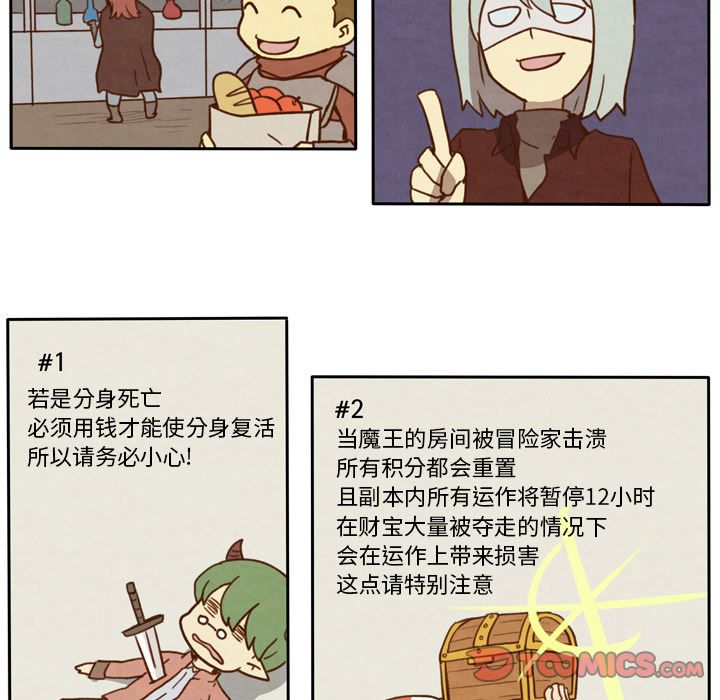 #1
若是分身死亡
必须用钱才能使分身复活
所以请务必小心!
#2
当魔王的房间被冒险家击溃
所有积分都会重置
且副本内所有运作将暂停12小时
在财宝大量被夺走的情况下
会在运作上带来损害
这点请特别注意
TOOMICS.COM